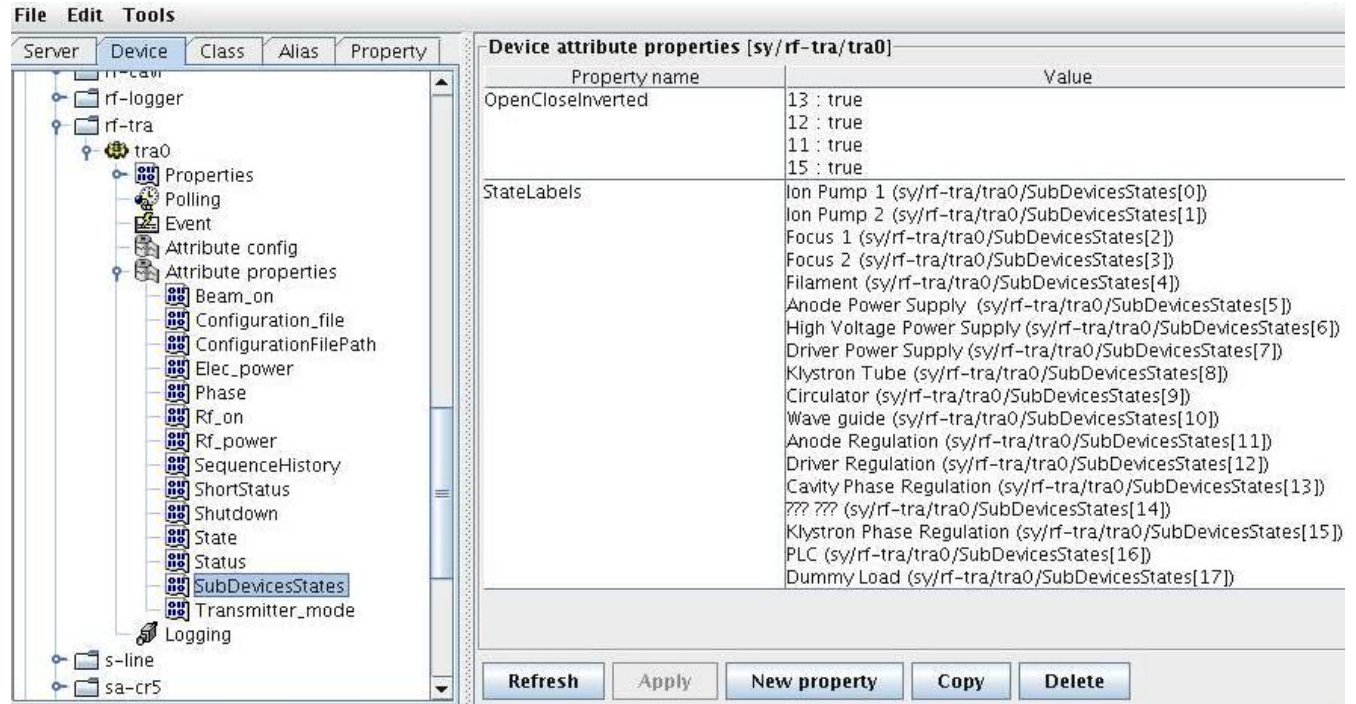 File Edit Tools
Server Device Class Alias Property
rf-logger
rf-tra
tra0
Properties
Polling
Event
Attribute config
Attribute properties
Beam_on
Configuration_file
ConfigurationFilePath
Elec_power
Phase
Rf_on
Rf_power
SequenceHistory
ShortStatus
Shutdown
State
Status
SubDevicesStates
Transmitter_mode
Logging
s-line
sa-cr5
Device attribute properties [sy/rf-tra/tra0]
Property name Value
OpenCloseInverted 13 : true
12 : true
11 : true
15 : true
StateLabels Ion Pump 1 (sy/rf-tra/tra0/SubDevicesStates[0])
Ion Pump 2 (sy/rf-tra/tra0/SubDevicesStates[1])
Focus 1 (sy/rf-tra/tra0/SubDevicesStates[2])
Focus 2 (sy/rf-tra/tra0/SubDevicesStates[3])
Filament (sy/rf-tra/tra0/SubDevicesStates[4])
Anode Power Supply (sy/rf-tra/tra0/SubDevicesStates[5])
High Voltage Power Supply (sy/rf-tra/tra0/SubDevicesStates[6])
Driver Power Supply (sy/rf-tra/tra0/SubDevicesStates[7])
Klystron Tube (sy/rf-tra/tra0/SubDevicesStates[8])
Circulator (sy/rf-tra/tra0/SubDevicesStates[9])
Wave guide (sy/rf-tra/tra0/SubDevicesStates[10])
Anode Regulation (sy/rf-tra/tra0/SubDevicesStates[11])
Driver Regulation (sy/rf-tra/tra0/SubDevicesStates[12])
Cavity Phase Regulation (sy/rf-tra/tra0/SubDevicesStates[13])
??? ??? (sy/rf-tra/tra0/SubDevicesStates[14])
Klystron Phase Regulation (sy/rf-tra/tra0/SubDevicesStates[15])
PLC (sy/rf-tra/tra0/SubDevicesStates[16])
Dummy Load (sy/rf-tra/tra0/SubDevicesStates[17])
Refresh Apply New property Copy Delete